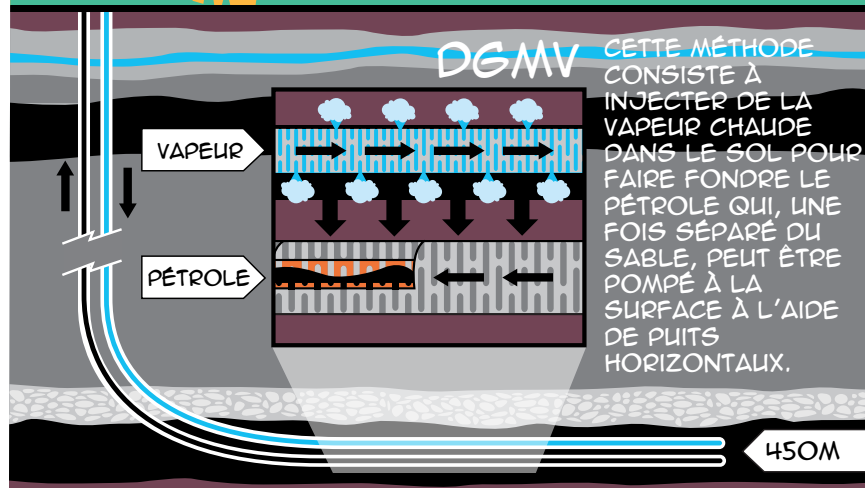 DGMV
CETTE MÉTHODE
CONSISTE À
INJECTER DE LA
VAPEUR CHAUDE
DANS LE SOL POUR
FAIRE FONDRE LE
PÉTROLE QUI, UNE
FOIS SÉPARÉ DU
SABLE, PEUT ÊTRE
POMPÉ À LA
SURFACE À L'AIDE
DE PUITS
HORIZONTAUX.
VAPEUR
PÉTROLE
450M